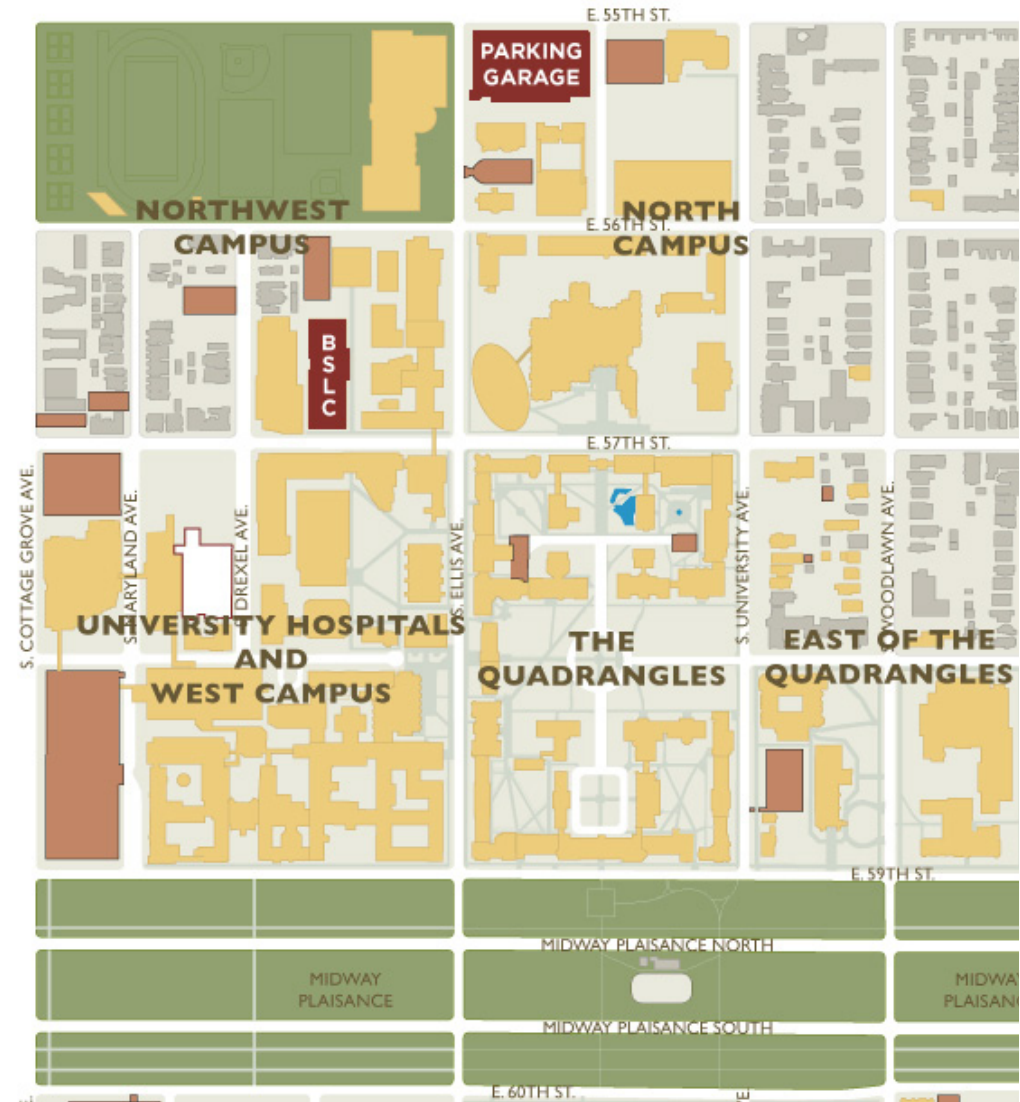 E. 55TH ST.
PARKING
GARAGE
NORTHWEST
CAMPUS
NORTH
E. 56TH ST.
CAMPUS
B
S
L
C
E. 57TH ST.
S. COTTAGE GROVE AVE.
S. MARYLAND AVE.
DREXEL AVE.
S. ELLIS AVE.
S. UNIVERSITY AVE.
WOODLAWN AVE.
UNIVERSITY HOSPITALS
AND
WEST CAMPUS
THE
QUADRANGLES
EAST OF THE
QUADRANGLES
E. 59TH ST.
MIDWAY PLAISANCE NORTH
MIDWAY
PLAISANCE
MIDWAY
PLAISANC
MIDWAY PLAISANCE SOUTH
E. 60TH ST.